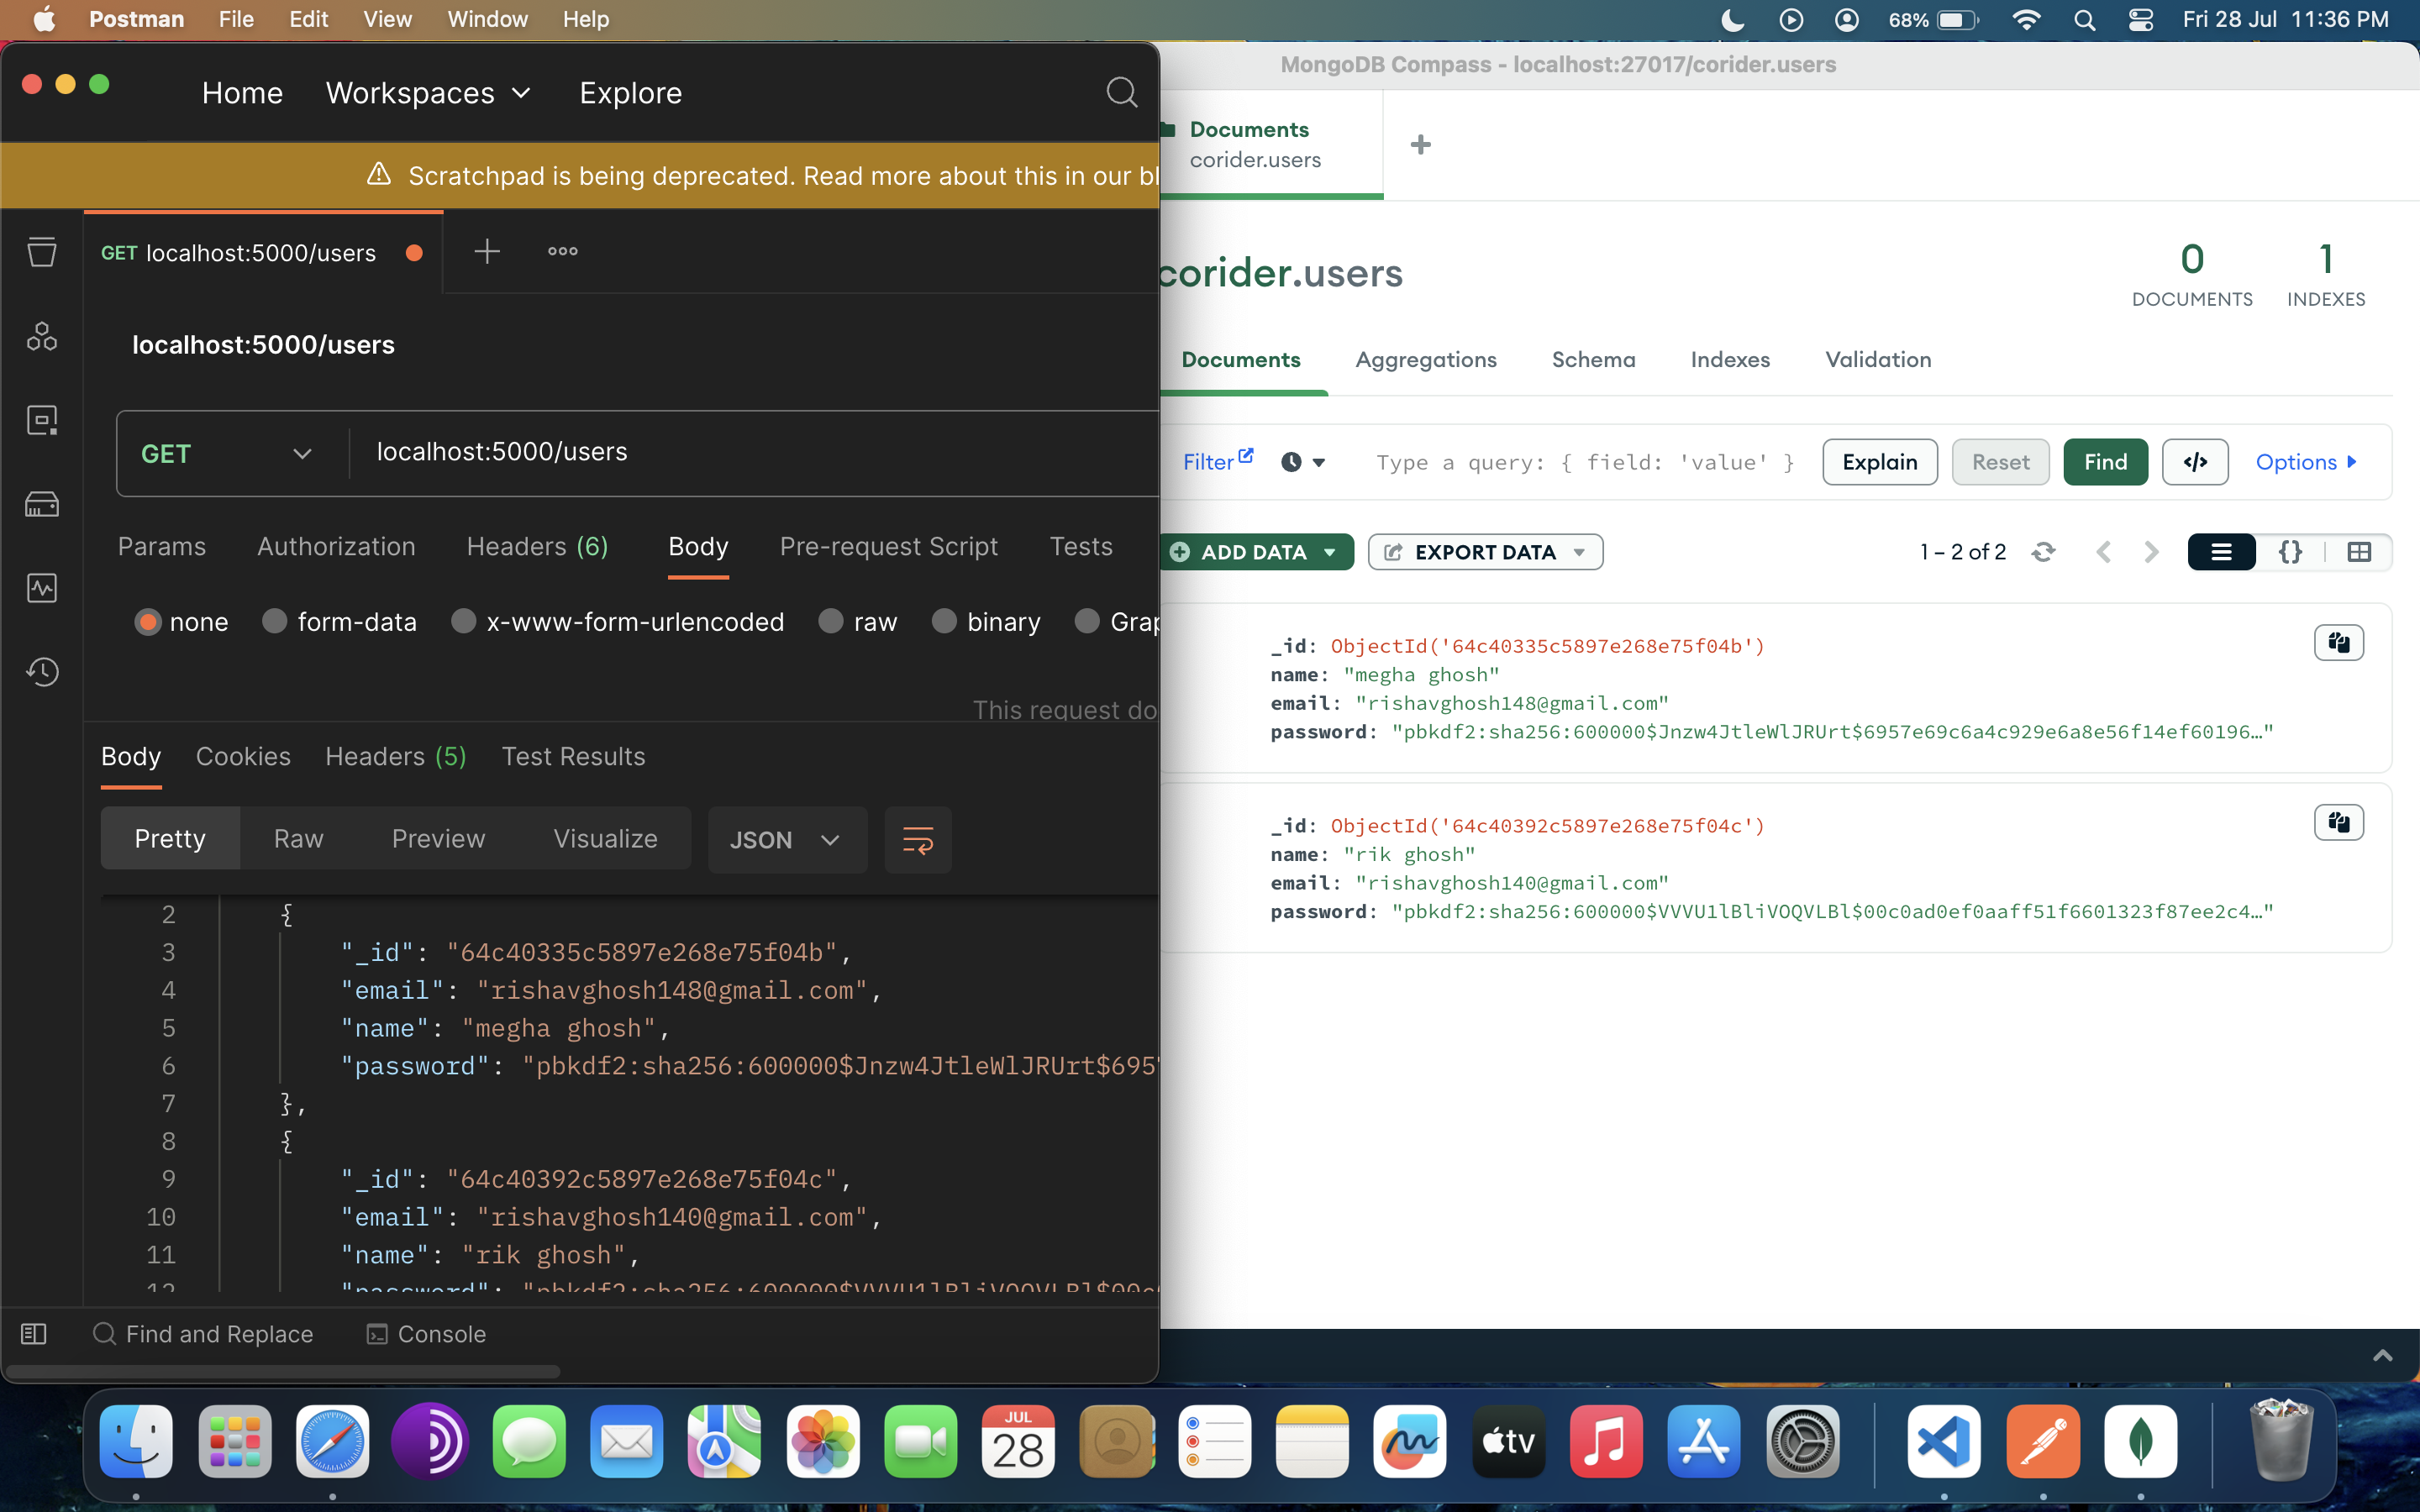 Postman File Edit View Window Help
68% Fri 28 Jul 11:36 PM
Home Workspaces Explore
Scratchpad is being deprecated. Read more about this in our bl
GET localhost:5000/users
localhost:5000/users
GET localhost:5000/users
Params Authorization Headers (6) Body Pre-request Script Tests
none form-data x-www-form-urlencoded raw binary Grap
This request do
Body Cookies Headers (5) Test Results
Pretty Raw Preview Visualize JSON
2 {
3 "_id": "64c40335c5897e268e75f04b",
4 "email": "rishavghosh148@gmail.com",
5 "name": "megha ghosh",
6 "password": "pbkdf2:sha256:600000$Jnzw4JtleWlJRUrt$695
7 },
8 {
9 "_id": "64c40392c5897e268e75f04c",
10 "email": "rishavghosh140@gmail.com",
11 "name": "rik ghosh",
12 "password": "pbkdf2:sha256:600000$VVVU1lBliVOQVLBl$00c
Find and Replace Console
MongoDB Compass - localhost:27017/corider.users
Documents
corider.users
corider.users
0 1
DOCUMENTS INDEXES
Documents Aggregations Schema Indexes Validation
Filter Type a query: { field: 'value' } Explain Reset Find </> Options
ADD DATA EXPORT DATA 1 – 2 of 2 {}
_id: ObjectId('64c40335c5897e268e75f04b')
name: "megha ghosh"
email: "rishavghosh148@gmail.com"
password: "pbkdf2:sha256:600000$Jnzw4JtleWlJRUrt$6957e69c6a4c929e6a8e56f14ef60196…"
_id: ObjectId('64c40392c5897e268e75f04c')
name: "rik ghosh"
email: "rishavghosh140@gmail.com"
password: "pbkdf2:sha256:600000$VVVU1lBliVOQVLBl$00c0ad0ef0aaff51f6601323f87ee2c4…"
JUL
28
tv